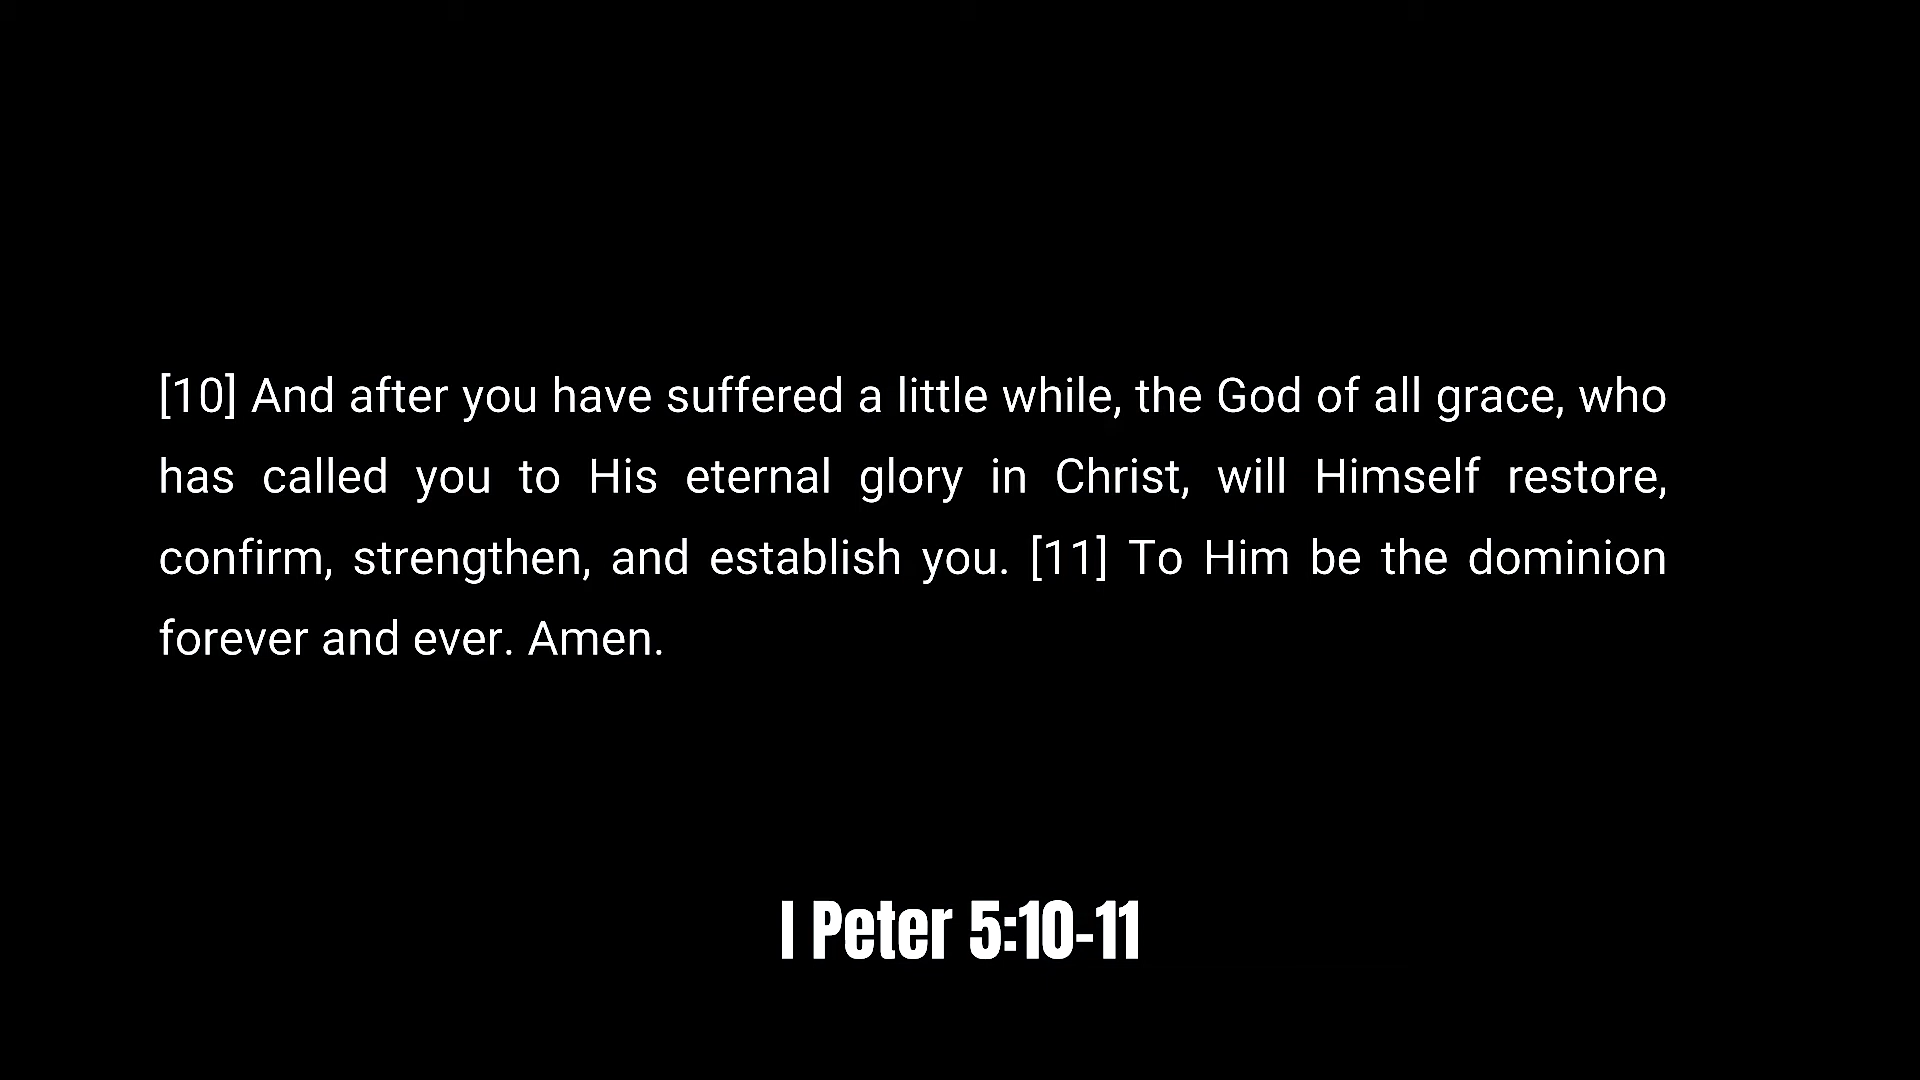 [10] And after you have suffered a little while, the God of all grace, who
has called you to His eternal glory in Christ, will Himself restore,
confirm, strengthen, and establish you. [11] To Him be the dominion
forever and ever. Amen.
I Peter 5:10-11